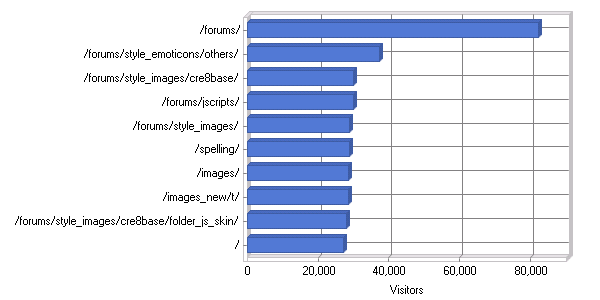 /forums/
/forums/style_emoticons/others/
/forums/style_images/cre8base/
/forums/jscripts/
/forums/style_images/
/spelling/
/images/
/images_new/t/
/forums/style_images/cre8base/folder_js_skin/
/
0 20,000 40,000 60,000 80,000
Visitors